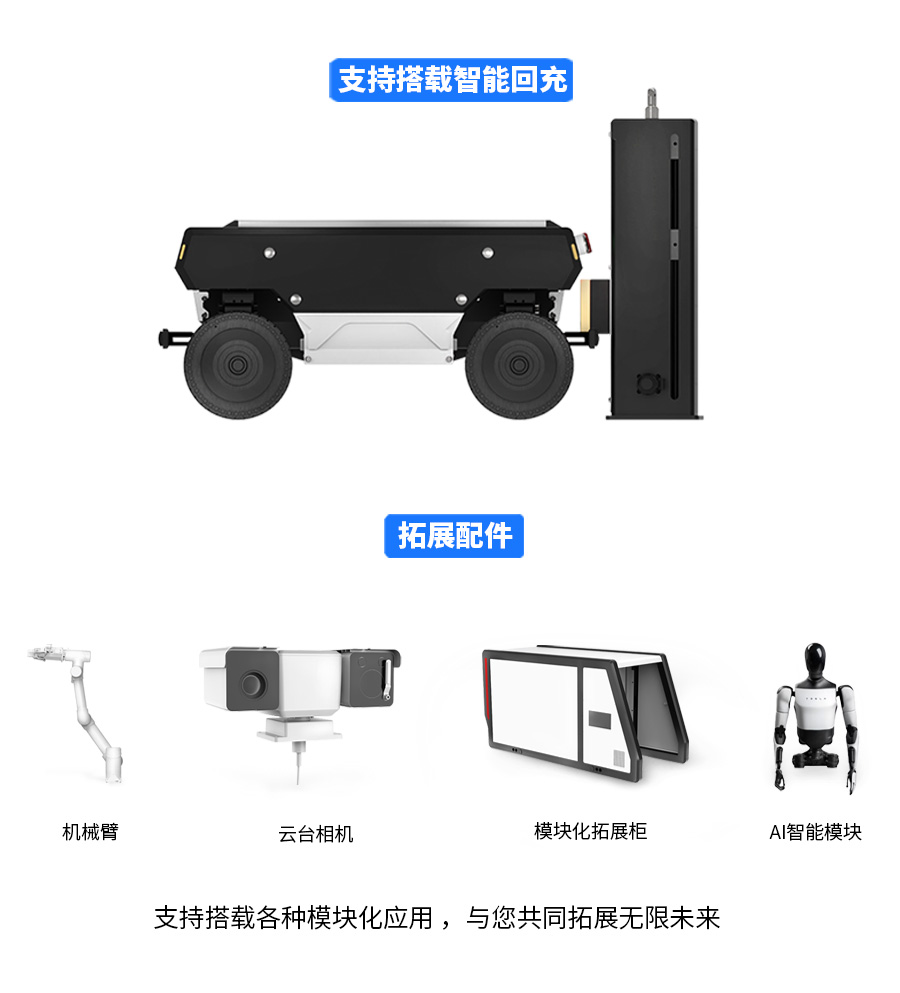 支持搭载智能回充
拓展配件
TESLA
机械臂
云台相机
模块化拓展柜
AI智能模块
支持搭载各种模块化应用，与您共同拓展无限未来